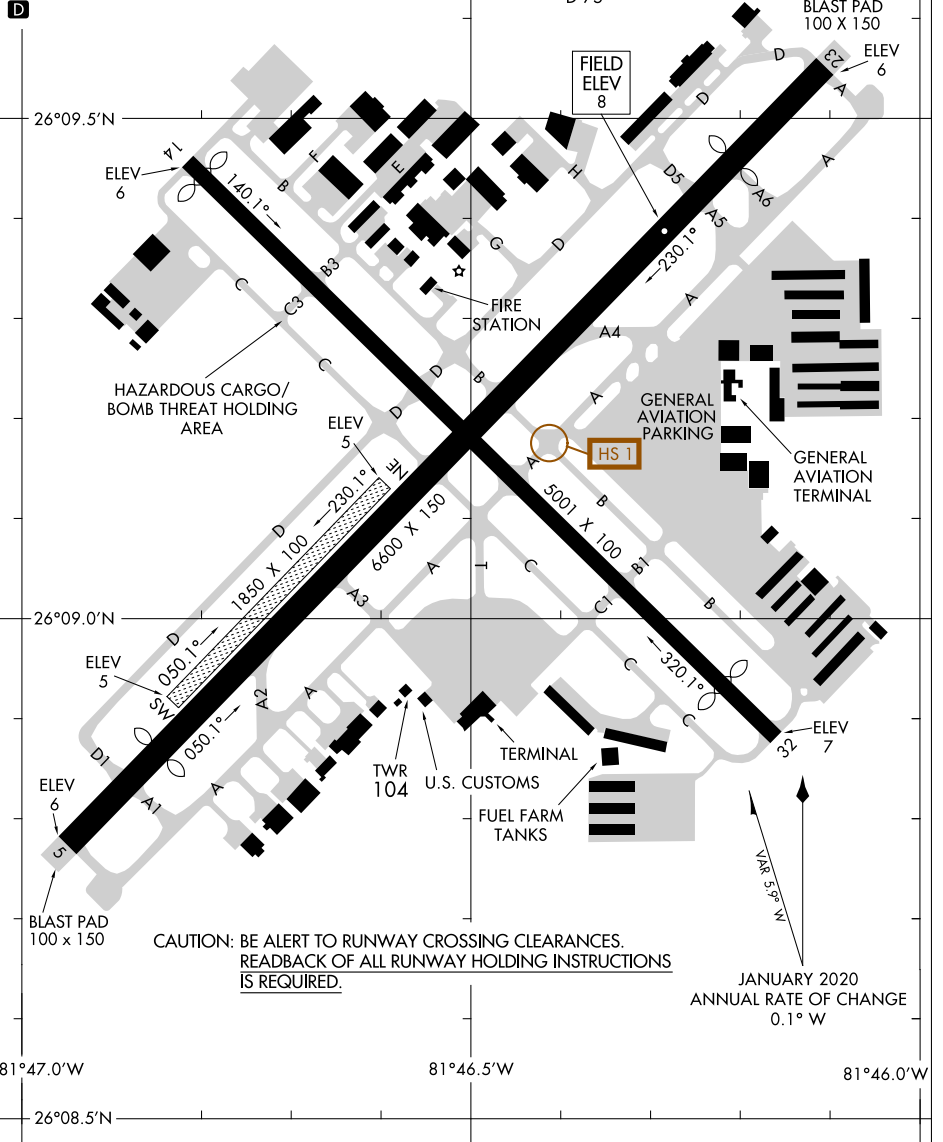 D
BLAST PAD
100 X 150
23
ELEV
6
FIELD
ELEV
8
D
D
A
A
26°09.5'N
14
ELEV
6
140.1°
B
F
E
H
D5
A6
A5
G
D
230.1°
B3
C
C3
A
FIRE
STATION
A4
C
D
B
HAZARDOUS CARGO/
BOMB THREAT HOLDING
AREA
D
A
GENERAL
AVIATION
PARKING
ELEV
5
HS 1
GENERAL
AVIATION
TERMINAL
NE
A
230.1°
5001 X 100
B
6600 X 150
D
1850 X 100
A
T
C
B1
A3
C1
B
26°09.0'N
D
050.1°
ELEV
5
SW
A2
A
C
320.1°
050.1°
C
D1
TERMINAL
ELEV
7
32
TWR
104
U.S. CUSTOMS
ELEV
6
A1
A
FUEL FARM
TANKS
5
VAR 5.9° W
BLAST PAD
100 x 150
CAUTION: BE ALERT TO RUNWAY CROSSING CLEARANCES.
READBACK OF ALL RUNWAY HOLDING INSTRUCTIONS
IS REQUIRED.
JANUARY 2020
ANNUAL RATE OF CHANGE
0.1° W
81°47.0'W
81°46.5'W
81°46.0'W
26°08.5'N